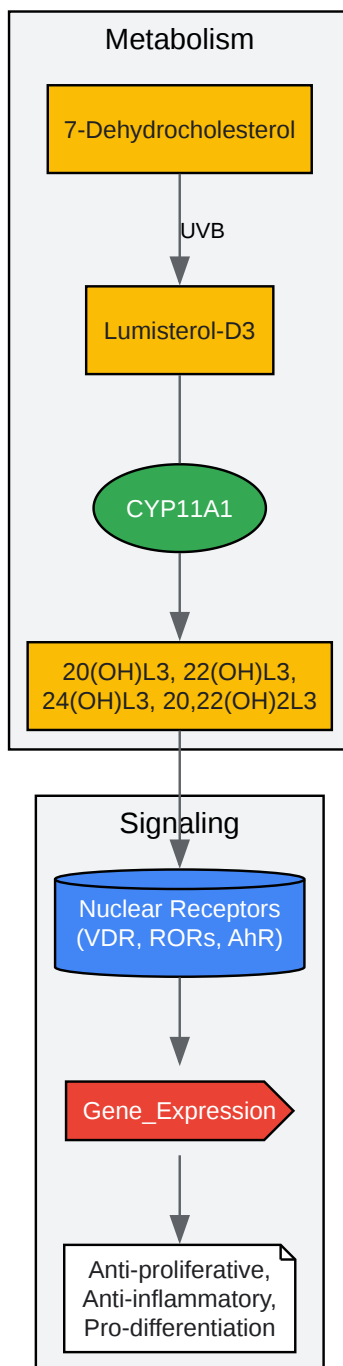 Metabolism
7-Dehydrocholesterol
UVB
Lumisterol-D3
CYP11A1
20(OH)L3, 22(OH)L3,
24(OH)L3, 20,22(OH)2L3
Signaling
Nuclear Receptors
(VDR, RORs, AhR)
Gene_Expression
Anti-proliferative,
Anti-inflammatory,
Pro-differentiation